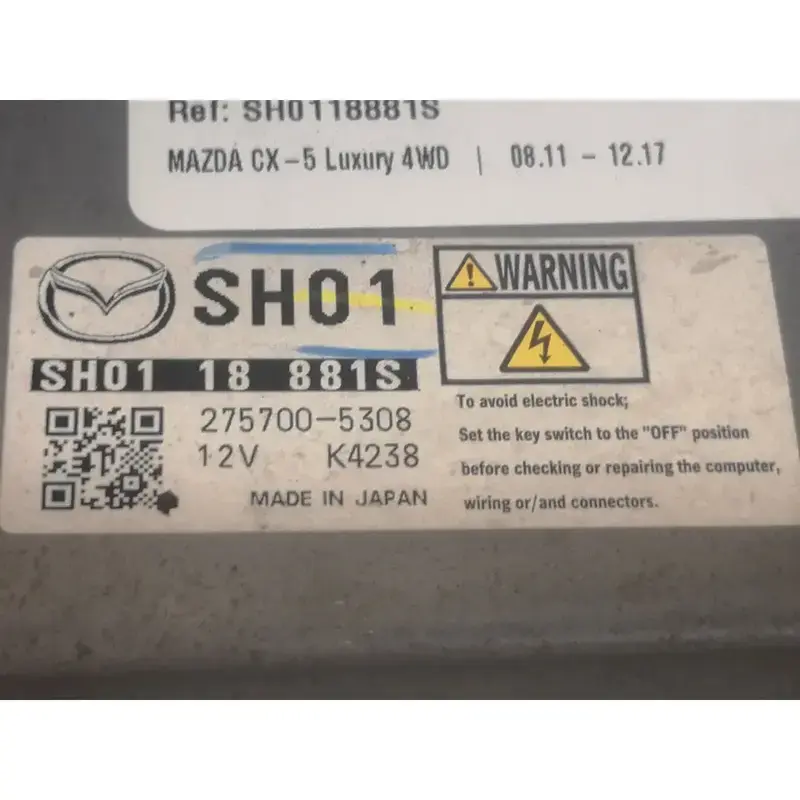 Ref: SH0118881S
MAZDA CX-5 Luxury 4WD | 08.11 - 12.17
SH01
SH01 18 881S
275700-5308
12V K4238
MADE IN JAPAN
WARNING
To avoid electric shock;
Set the key switch to the "OFF" position
before checking or repairing the computer,
wiring or/and connectors.